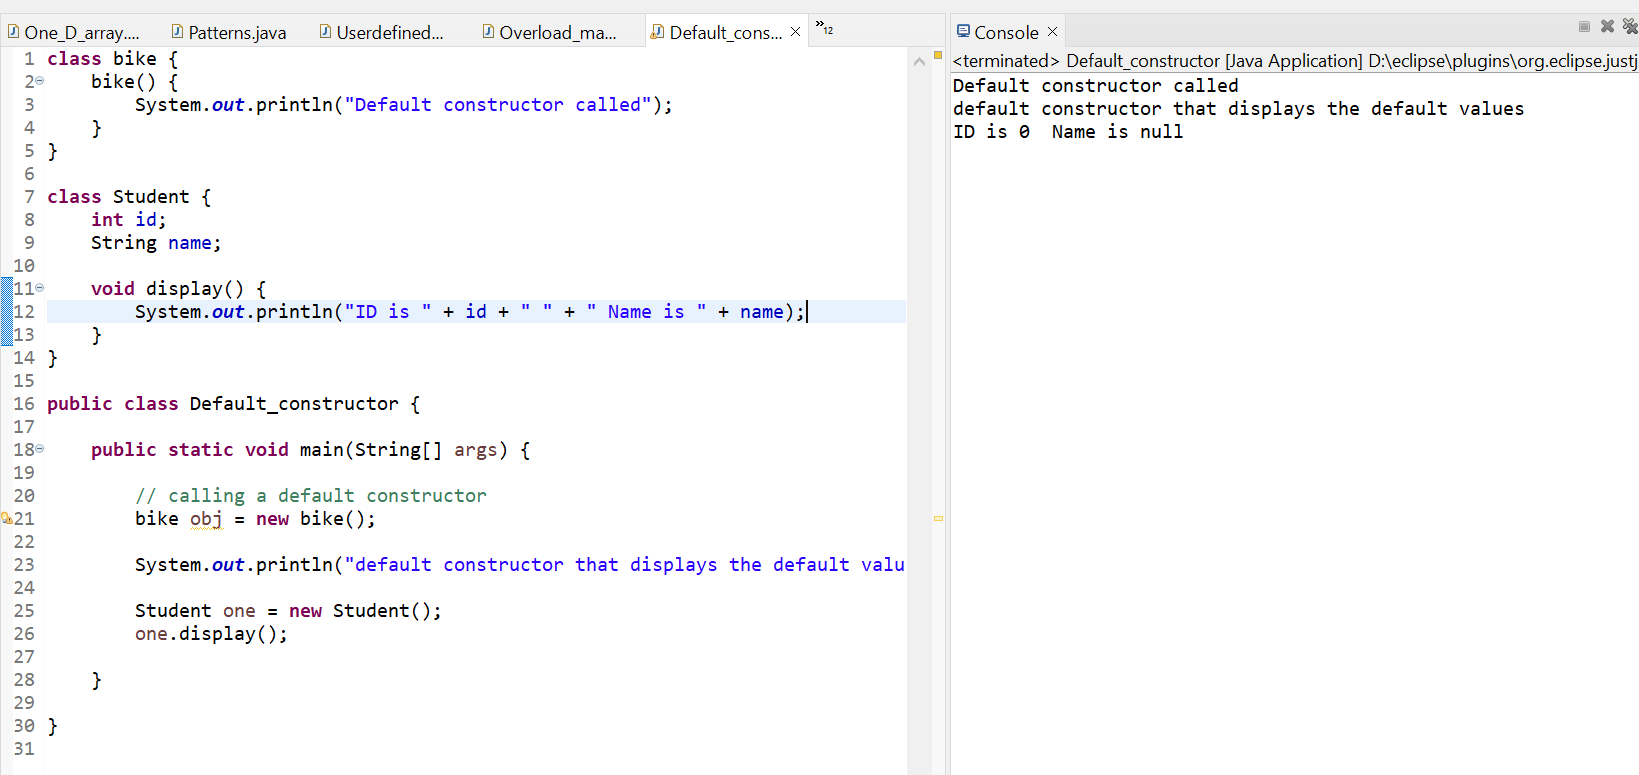 One_D_array.... Patterns.java Userdefined... Overload_ma... Default_cons... »12
1 class bike {
2 bike() {
3 System.out.println("Default constructor called");
4 }
5 }
6
7 class Student {
8 int id;
9 String name;
10
11 void display() {
12 System.out.println("ID is " + id + " " + " Name is " + name);
13 }
14 }
15
16 public class Default_constructor {
17
18 public static void main(String[] args) {
19
20 // calling a default constructor
21 bike obj = new bike();
22
23 System.out.println("default constructor that displays the default valu
24
25 Student one = new Student();
26 one.display();
27
28 }
29
30 }
31
Console
<terminated> Default_constructor [Java Application] D:\eclipse\plugins\org.eclipse.justj
Default constructor called
default constructor that displays the default values
ID is 0  Name is null